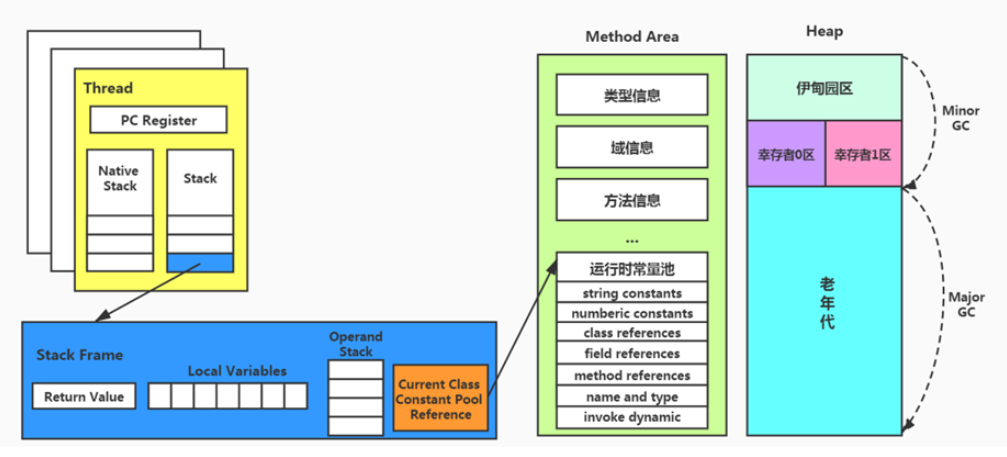 Thread
PC Register
Native
Stack
Stack
Stack Frame
Return Value
Local Variables
Operand
Stack
Current Class
Constant Pool
Reference
Method Area
类型信息
域信息
方法信息
...
运行时常量池
string constants
numberic constants
class references
field references
method references
name and type
invoke dynamic
Heap
伊甸园区
幸存者0区
幸存者1区
老
年
代
Minor
GC
Major
GC